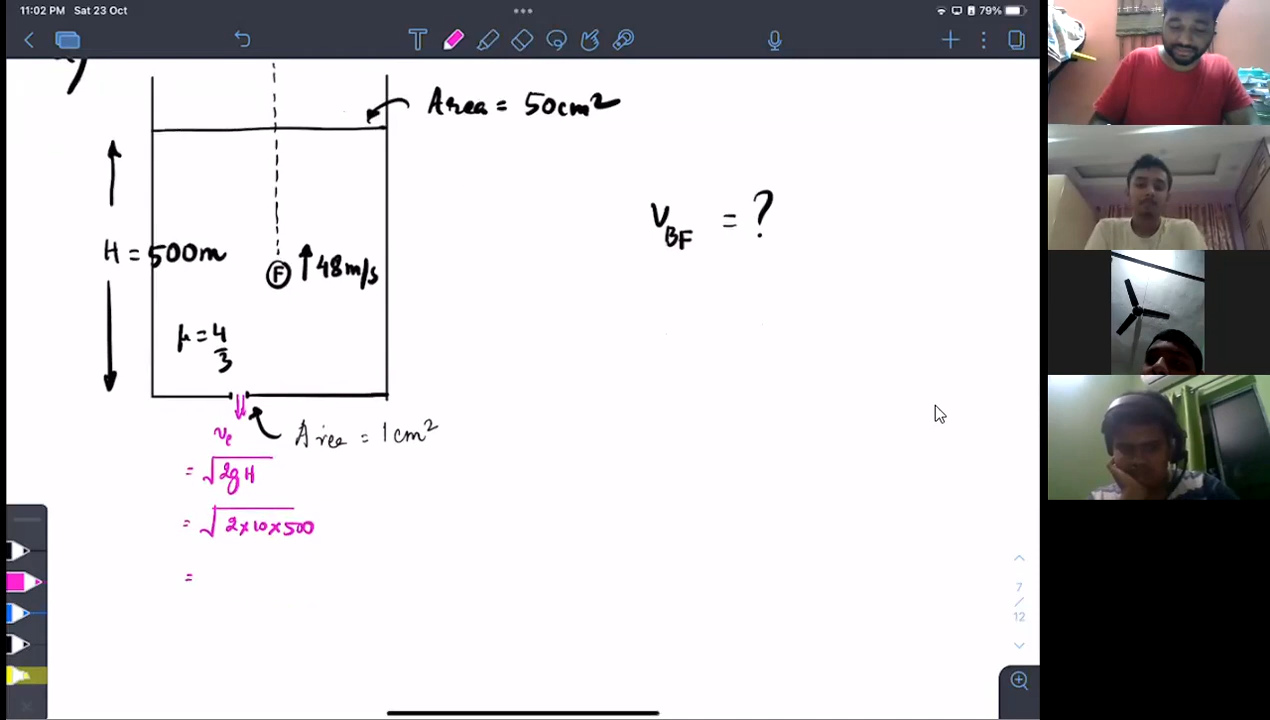 11:02 PM Sat 23 Oct
79%
Area = 50cm²
V_BF = ?
H = 500m
F ↑ 48m/s
μ = 4/3
v_e
Area = 1cm²
= √2gH
= √2×10×500
=
7
/
12